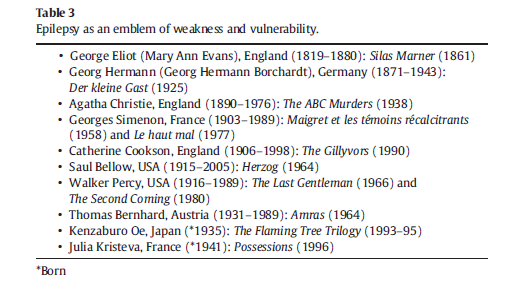 Table 3
Epilepsy as an emblem of weakness and vulnerability.
• George Eliot (Mary Ann Evans), England (1819–1880): Silas Marner (1861)
• Georg Hermann (Georg Hermann Borchardt), Germany (1871–1943):
Der kleine Gast (1925)
• Agatha Christie, England (1890–1976): The ABC Murders (1938)
• Georges Simenon, France (1903–1989): Maigret et les témoins récalcitrants
(1958) and Le haut mal (1977)
• Catherine Cookson, England (1906–1998): The Gillyvors (1990)
• Saul Bellow, USA (1915–2005): Herzog (1964)
• Walker Percy, USA (1916–1989): The Last Gentleman (1966) and
The Second Coming (1980)
• Thomas Bernhard, Austria (1931–1989): Amras (1964)
• Kenzaburo Oe, Japan (*1935): The Flaming Tree Trilogy (1993–95)
• Julia Kristeva, France (*1941): Possessions (1996)
*Born